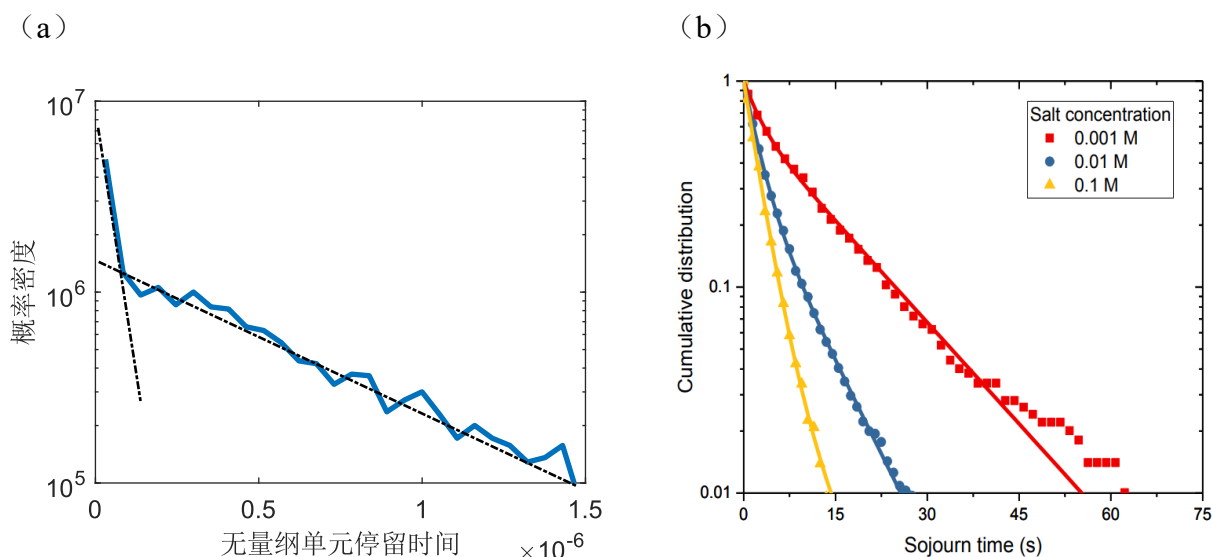 （a）
10^7
10^6
10^5
概率密度
0
0.5
1
1.5
无量纲单元停留时间
×10^-6
（b）
1
0.1
0.01
Cumulative distribution
Salt concentration
0.001 M
0.01 M
0.1 M
0
15
30
45
60
75
Sojourn time (s)